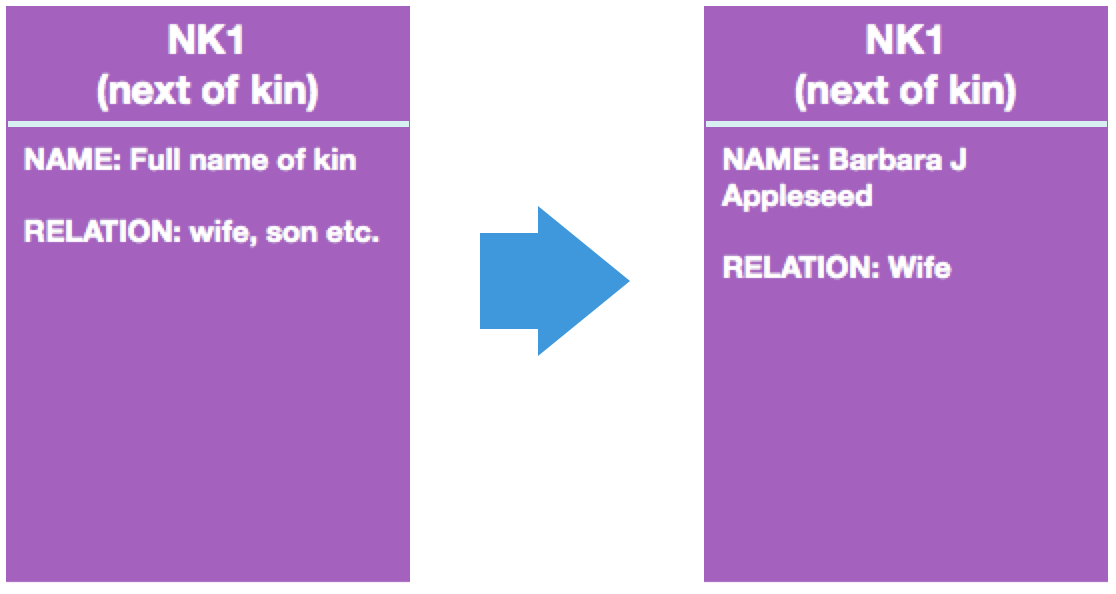 NK1
(next of kin)
NAME: Full name of kin
RELATION: wife, son etc.
NK1
(next of kin)
NAME: Barbara J
Appleseed
RELATION: Wife